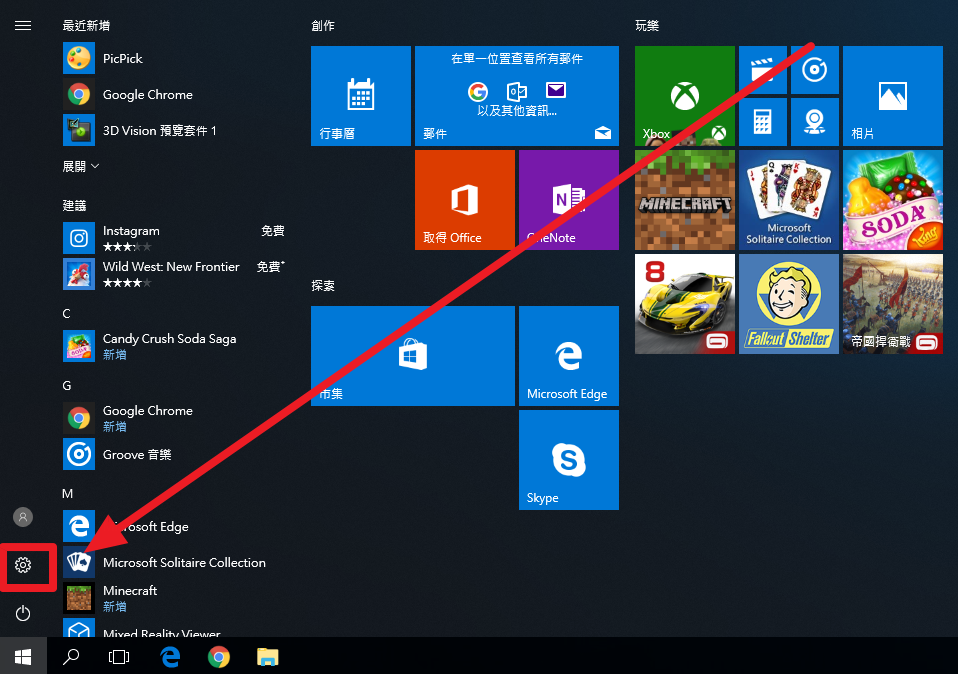 最近新增
PicPick
Google Chrome
3D Vision 預覽套件 1
展開
建議
Instagram
免費
Wild West: New Frontier
免費*
C
Candy Crush Soda Saga
新增
G
Google Chrome
新增
Groove 音樂
M
Microsoft Solitaire Collection
Minecraft
新增
Mixed Reality Viewer
創作
行事曆
在單一位置查看所有郵件
以及其他資訊...
郵件
取得 Office
OneNote
探索
市集
Microsoft Edge
Skype
玩樂
Xbox
相片
MINECRAFT
Microsoft
Solitaire Collection
SODA
King
8
Fallout Shelter
帝國捍衛戰